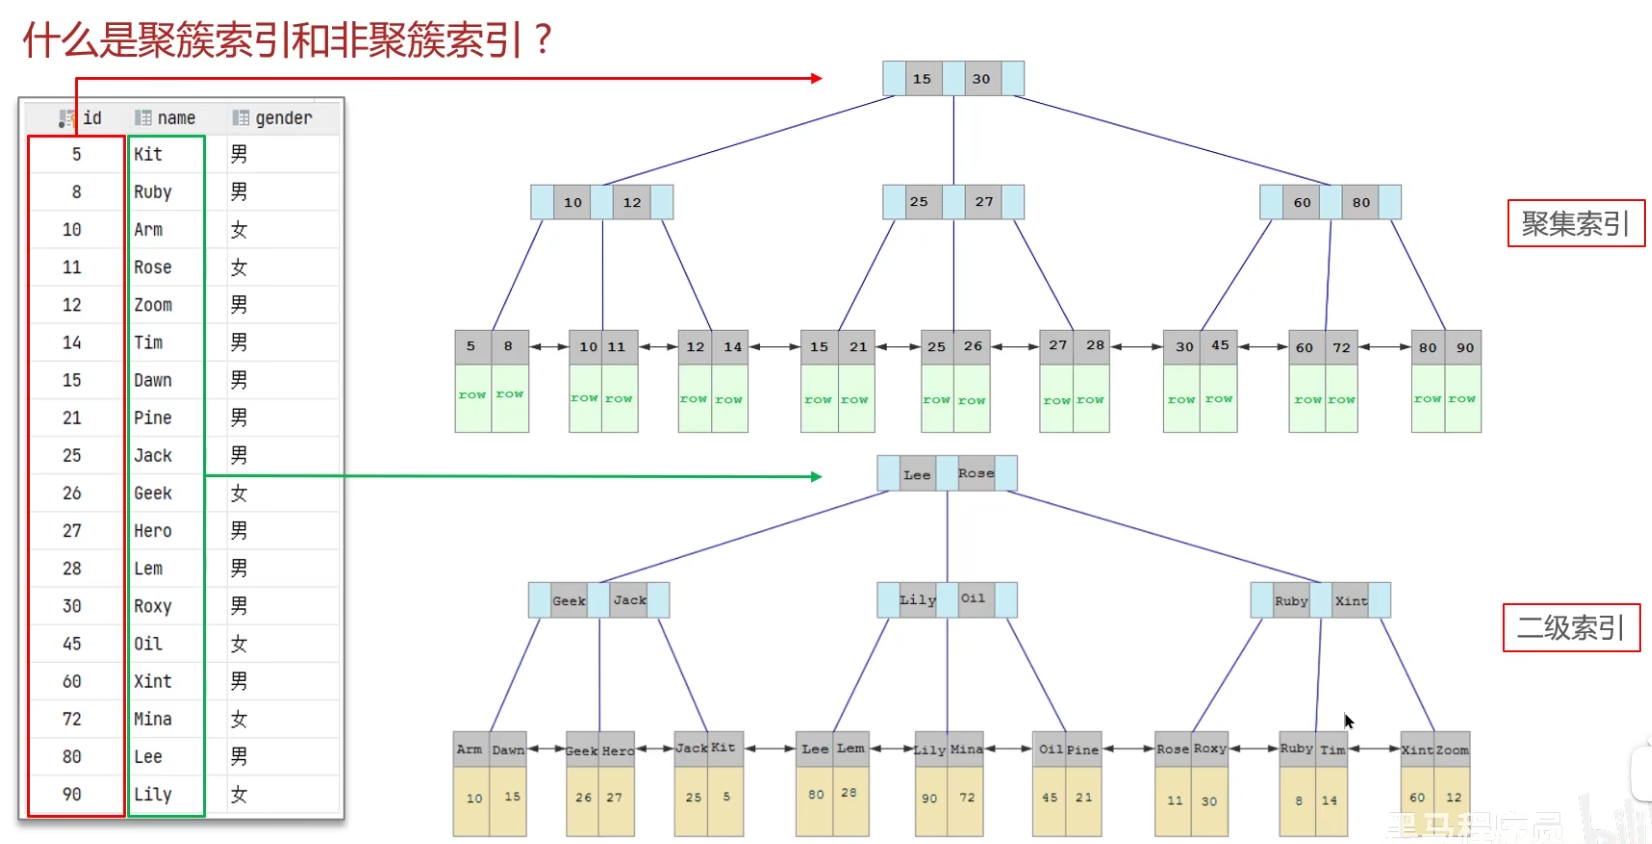 什么是聚簇索引和非聚簇索引？
id name gender
5 Kit 男
8 Ruby 男
10 Arm 女
11 Rose 女
12 Zoom 男
14 Tim 男
15 Dawn 男
21 Pine 男
25 Jack 男
26 Geek 女
27 Hero 男
28 Lem 男
30 Roxy 男
45 Oil 女
60 Xint 男
72 Mina 女
80 Lee 男
90 Lily 女
15 30
10 12 25 27 60 80
聚集索引
5 8 10 11 12 14 15 21 25 26 27 28 30 45 60 72 80 90
row row row row row row row row row row row row row row row row row row
Lee Rose
Geek Jack Lily Oil Ruby Xint
二级索引
Arm Dawn Geek Hero Jack Kit Lee Lem Lily Mina Oil Pine Rose Roxy Ruby Tim Xint Zoom
10 15 26 27 25 5 80 28 90 72 45 21 11 30 8 14 60 12
黑马程序员